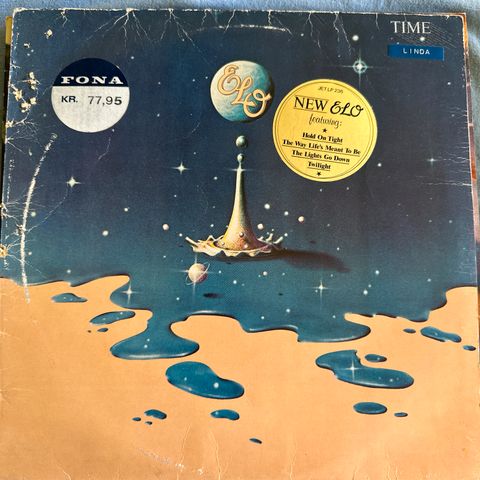 TIME
LINDA
FONA
KR. 77,95
ELO
JET LP 236
NEW ELO
featuring:
Hold On Tight
The Way Life's Meant To Be
The Lights Go Down
Twilight